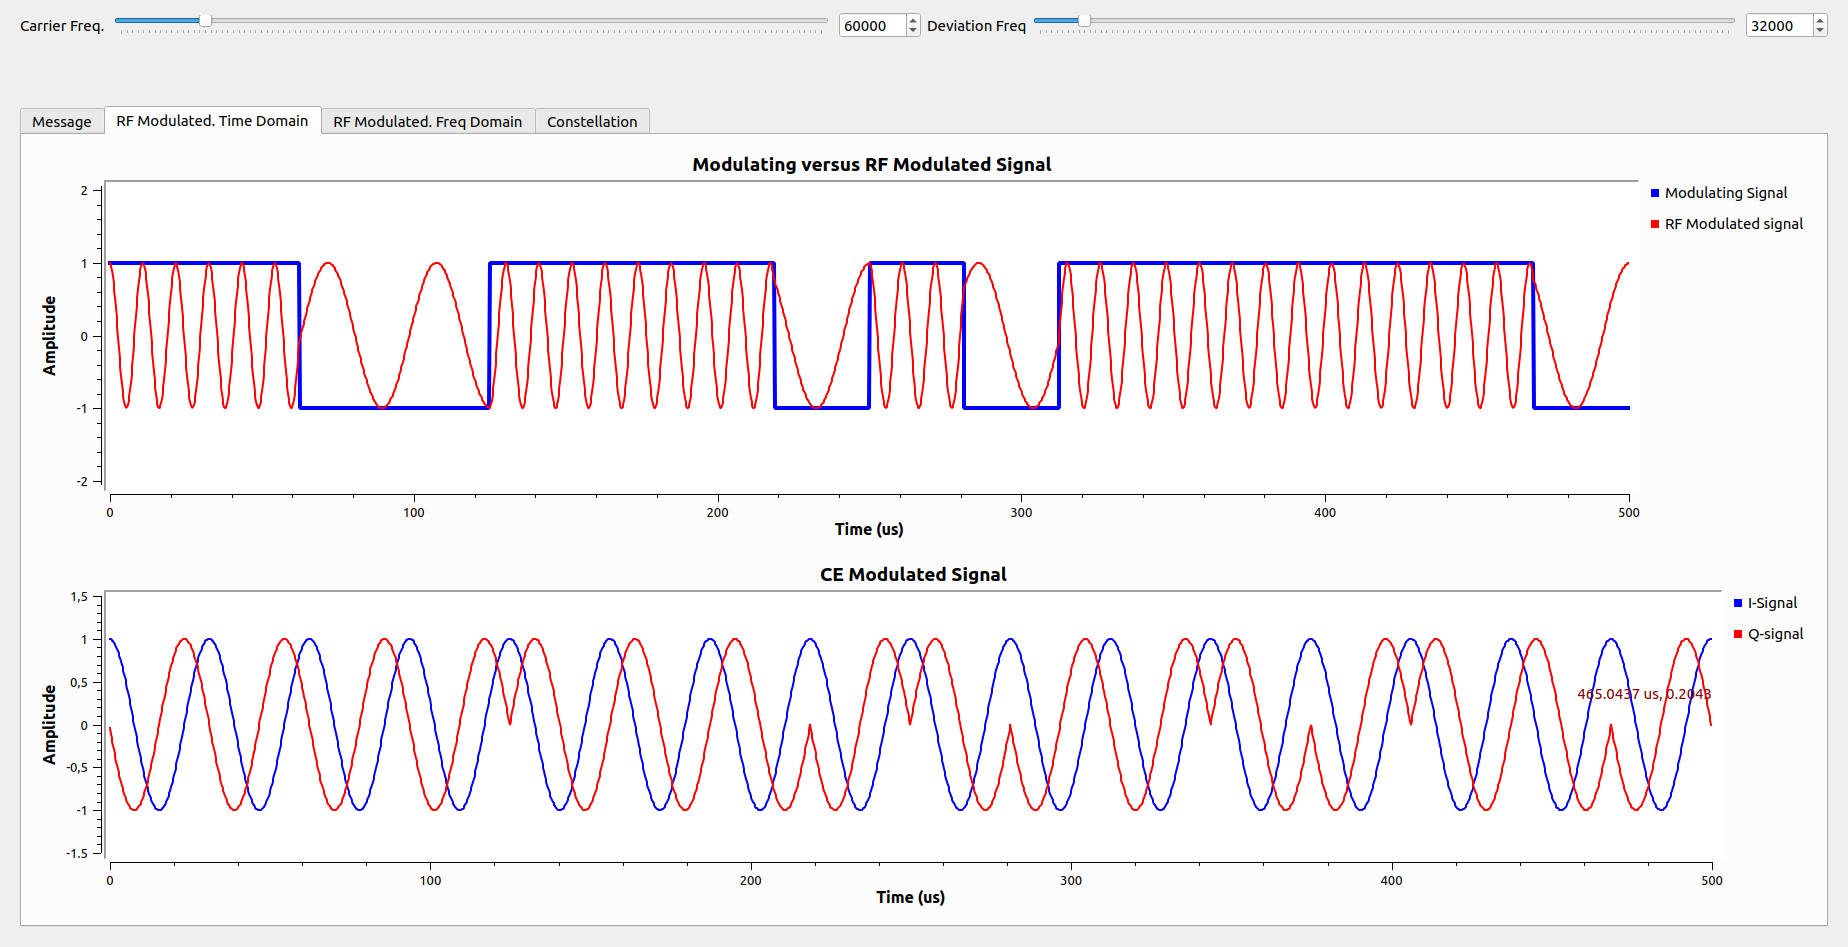 Carrier Freq. 60000 Deviation Freq 32000
Message RF Modulated. Time Domain RF Modulated. Freq Domain Constellation
Modulating versus RF Modulated Signal
Modulating Signal
RF Modulated signal
Amplitude
2
1
0
-1
-2
0 100 200 300 400 500
Time (us)
CE Modulated Signal
I-Signal
Q-signal
Amplitude
1,5
1
0,5
0
-0,5
-1
-1.5
465.0437 us, 0.2043
0 100 200 300 400 500
Time (us)